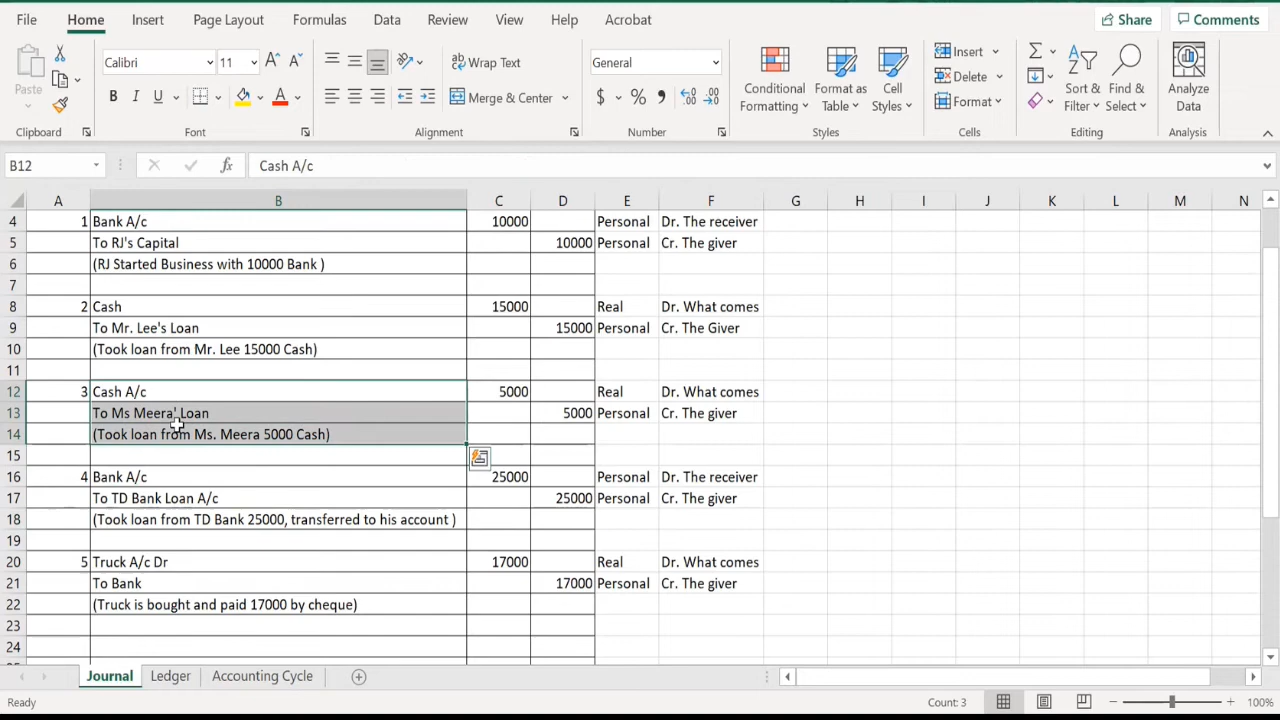 File Home Insert Page Layout Formulas Data Review View Help Acrobat Share Comments
Calibri 11 Wrap Text General Insert
Paste B I U Merge & Center $ % Conditional Formatting Format as Table Cell Styles Delete Format Sort & Filter Find & Select Analyze Data
Clipboard Font Alignment Number Styles Cells Editing Analysis
B12 fx Cash A/c
A B C D E F G H I J K L M N
4 1 Bank A/c 10000 Personal Dr. The receiver
5 To RJ's Capital 10000 Personal Cr. The giver
6 (RJ Started Business with 10000 Bank )
7
8 2 Cash 15000 Real Dr. What comes
9 To Mr. Lee's Loan 15000 Personal Cr. The Giver
10 (Took loan from Mr. Lee 15000 Cash)
11
12 3 Cash A/c 5000 Real Dr. What comes
13 To Ms Meera' Loan 5000 Personal Cr. The giver
14 (Took loan from Ms. Meera 5000 Cash)
15
16 4 Bank A/c 25000 Personal Dr. The receiver
17 To TD Bank Loan A/c 25000 Personal Cr. The giver
18 (Took loan from TD Bank 25000, transferred to his account )
19
20 5 Truck A/c Dr 17000 Real Dr. What comes
21 To Bank 17000 Personal Cr. The giver
22 (Truck is bought and paid 17000 by cheque)
23
24
Journal Ledger Accounting Cycle
Ready Count: 3 100%